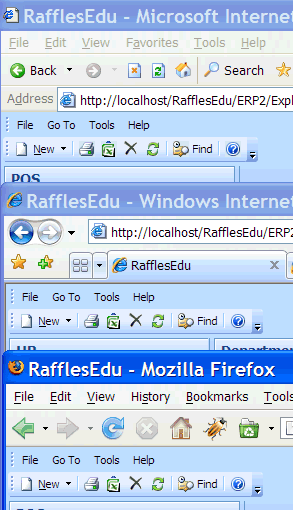 RafflesEdu - Microsoft Internet
File Edit View Favorites Tools Help
Back Search
Address http://localhost/RafflesEdu/ERP2/Expl
File Go To Tools Help
New Find
POS
RafflesEdu - Windows Internet
http://localhost/RafflesEdu/ERP2
RafflesEdu
File Go To Tools Help
New Find
HR Department
RafflesEdu - Mozilla Firefox
File Edit View History Bookmarks Tools
File Go To Tools Help
New Find